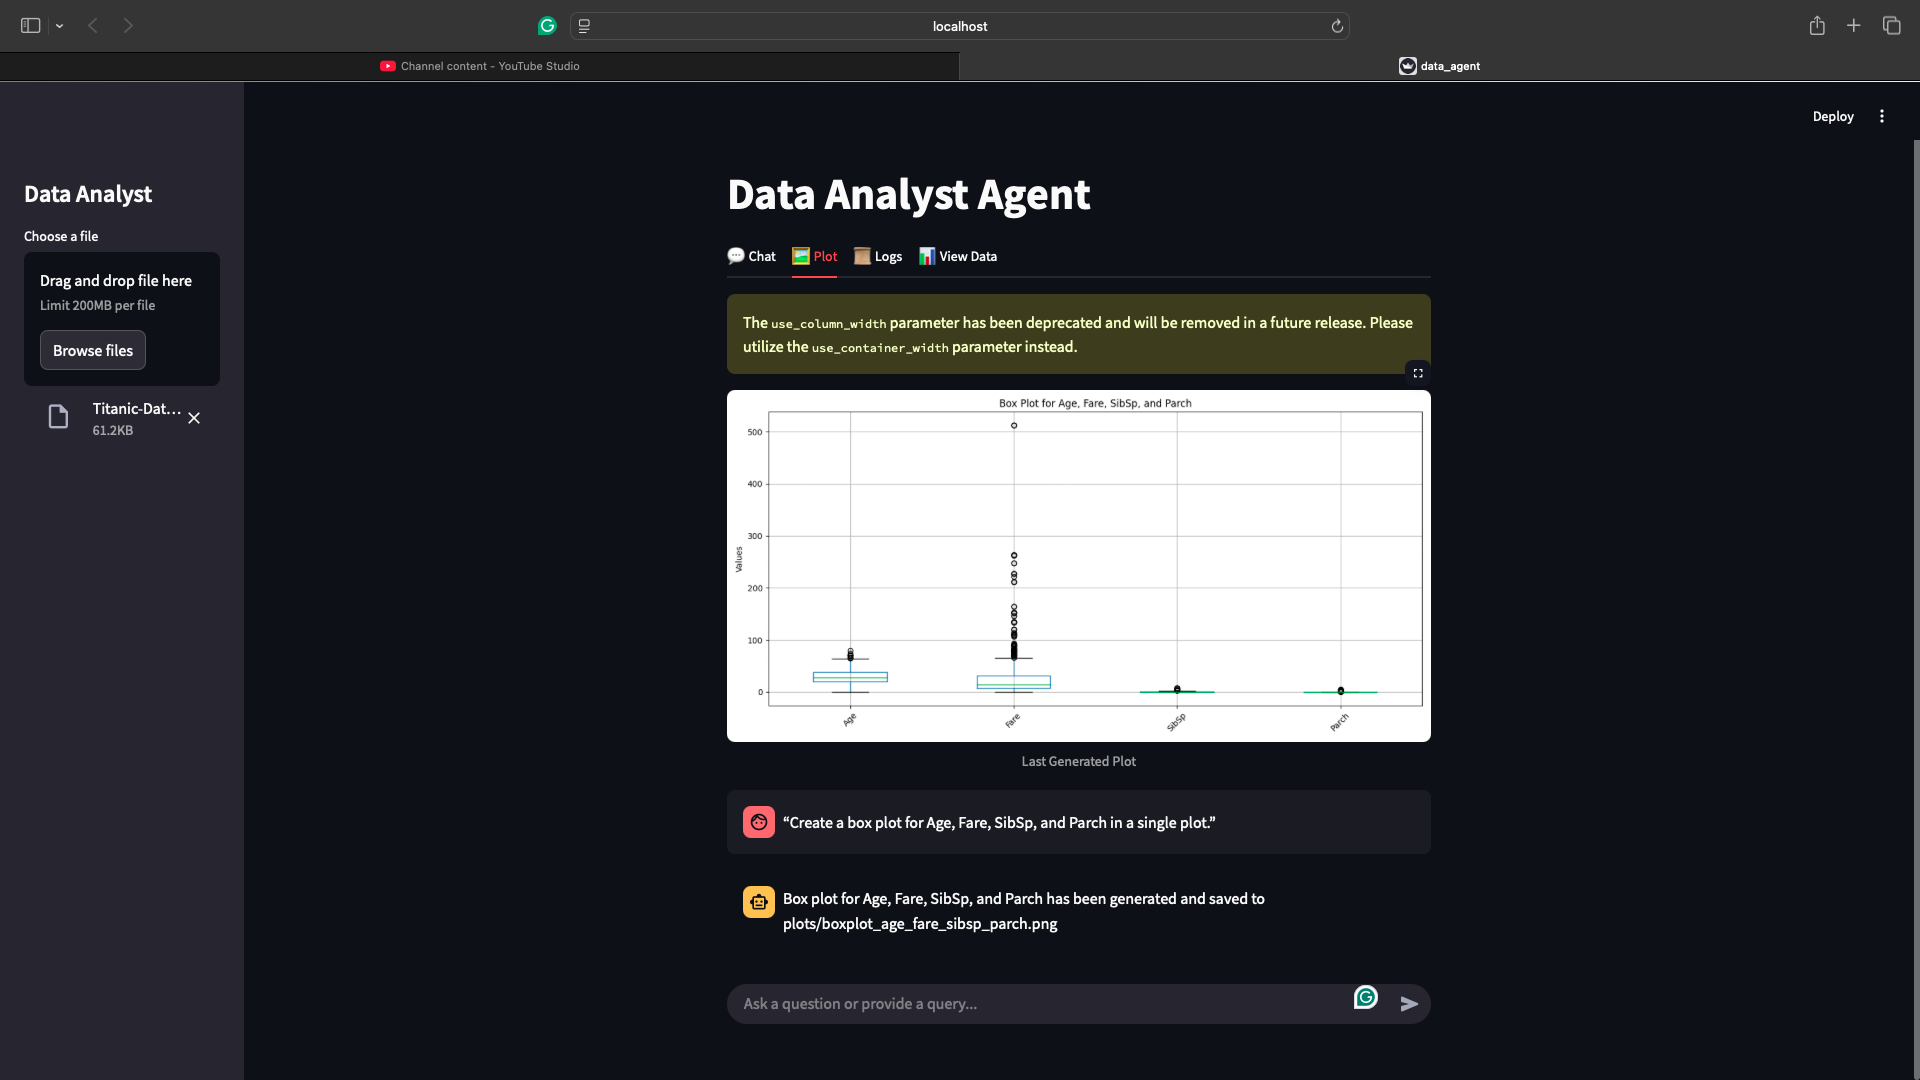 localhost
Channel content - YouTube Studio
data_agent
Deploy
Data Analyst
Choose a file
Drag and drop file here
Limit 200MB per file
Browse files
Titanic-Dat...
61.2KB
Data Analyst Agent
Chat
Plot
Logs
View Data
The use_column_width parameter has been deprecated and will be removed in a future release. Please
utilize the use_container_width parameter instead.
Box Plot for Age, Fare, SibSp, and Parch
500
400
300
200
100
0
Values
Age
Fare
SibSp
Parch
Last Generated Plot
“Create a box plot for Age, Fare, SibSp, and Parch in a single plot.”
Box plot for Age, Fare, SibSp, and Parch has been generated and saved to
plots/boxplot_age_fare_sibsp_parch.png
Ask a question or provide a query...